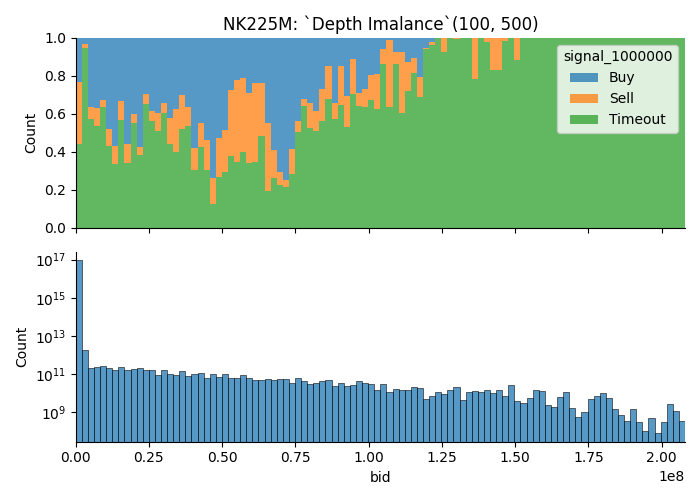 NK225M: `Depth Imalance`(100, 500)
1.0
0.8
0.6
0.4
0.2
0.0
Count
signal_1000000
Buy
Sell
Timeout
10^17
10^15
10^13
10^11
10^9
Count
0.00 0.25 0.50 0.75 1.00 1.25 1.50 1.75 2.00
1e8
bid